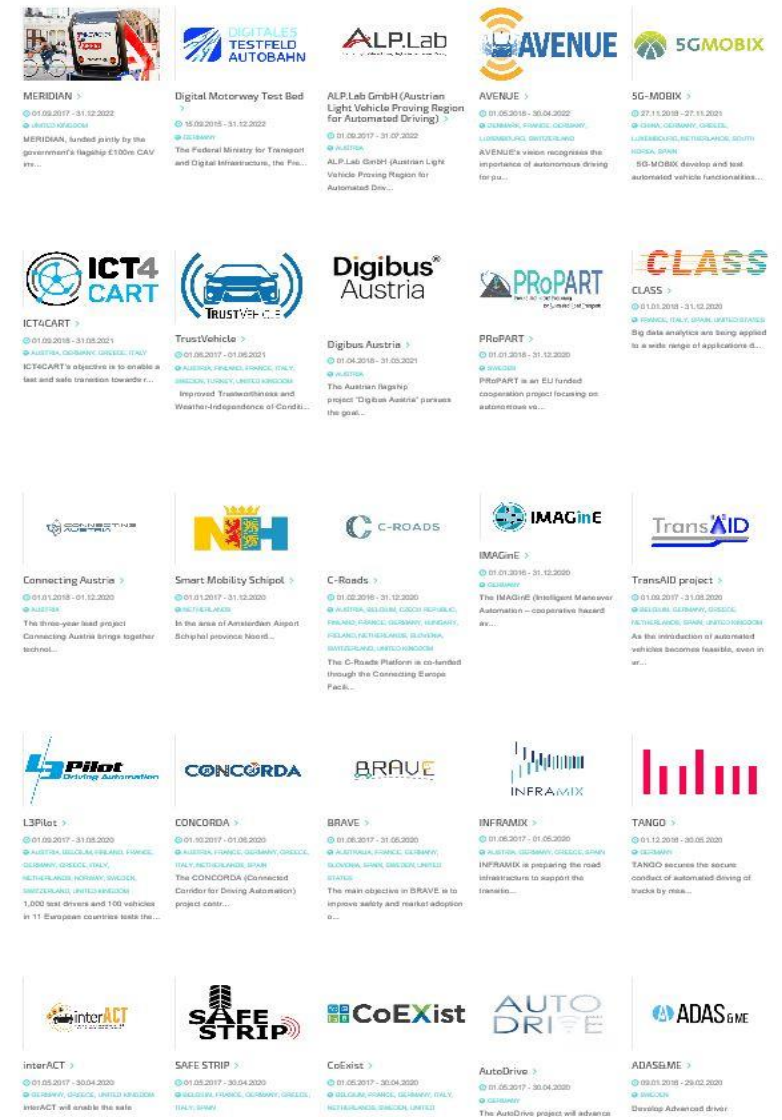 DIGITALES
TESTFELD
AUTOBAHN
ALP.Lab
AVENUE
5GMOBIX
MERIDIAN >
01.09.2017 - 31.12.2022
UNITED KINGDOM
MERIDIAN, funded jointly by the
government's flagship £100m CAV
inv...
Digital Motorway Test Bed
>
15.09.2015 - 31.12.2022
GERMANY
The Federal Ministry for Transport
and Digital Infrastructure, the Fre...
ALP.Lab GmbH (Austrian
Light Vehicle Proving Region
for Automated Driving) >
01.09.2017 - 31.07.2022
AUSTRIA
ALP.Lab GmbH (Austrian Light
Vehicle Proving Region for
Automated Driv...
AVENUE >
01.05.2018 - 30.04.2022
DENMARK, FRANCE, GERMANY,
LUXEMBOURG, SWITZERLAND
AVENUE's vision recognises the
importance of autonomous driving
for pu...
5G-MOBIX >
27.11.2018 - 27.11.2021
CHINA, GERMANY, GREECE,
LUXEMBOURG, NETHERLANDS, SOUTH
KOREA, SPAIN
5G-MOBIX develop and test
automated vehicle functionalities...
ICT4
CART
TRUSTVEHICLE
Digibus®
Austria
PRoPART
CLASS
ICT4CART >
01.09.2018 - 31.08.2021
AUSTRIA, GERMANY, GREECE, ITALY
ICT4CART's objective is to enable a
fast and safe transition towards r...
TrustVehicle >
01.06.2017 - 01.06.2021
AUSTRIA, FINLAND, FRANCE, ITALY,
SWEDEN, TURKEY, UNITED KINGDOM
Improved Trustworthiness and
Weather-Independence of Conditi...
Digibus Austria >
01.04.2018 - 31.03.2021
AUSTRIA
The Austrian flagship
project "Digibus Austria" pursues
the goal...
PRoPART >
01.01.2018 - 31.12.2020
SWEDEN
PRoPART is an EU funded
cooperation project focusing on
autonomous ve...
CLASS >
01.01.2018 - 31.12.2020
FRANCE, ITALY, SPAIN, UNITED STATES
Big data analytics are being applied
to a wide range of applications d...
CONNECTING
AUSTRIA
NH
C-ROADS
IMAGinE
TransAID
Connecting Austria >
01.01.2018 - 01.12.2020
AUSTRIA
The three-year lead project
Connecting Austria brings together
technol...
Smart Mobility Schipol >
01.01.2017 - 31.12.2020
NETHERLANDS
In the area of Amsterdam Airport
Schiphol province Noord...
C-Roads >
01.02.2016 - 31.12.2020
AUSTRIA, BELGIUM, CZECH REPUBLIC,
FINLAND, FRANCE, GERMANY, HUNGARY,
IRELAND, NETHERLANDS, SLOVENIA,
SWITZERLAND, UNITED KINGDOM
The C-Roads Platform is co-funded
through the Connecting Europe
Facili...
IMAGinE >
01.01.2016 - 31.12.2020
GERMANY
The IMAGinE (Intelligent Maneuver
Automation – cooperative hazard
av...
TransAID project >
01.09.2017 - 31.08.2020
BELGIUM, GERMANY, GREECE,
NETHERLANDS, SPAIN, UNITED KINGDOM
As the introduction of automated
vehicles becomes feasible, even in
ur...
L3Pilot
Driving Automation
CONCORDA
BRAVE
INFRAMIX
L3Pilot >
01.09.2017 - 31.08.2020
AUSTRIA, BELGIUM, FINLAND, FRANCE,
GERMANY, GREECE, ITALY,
NETHERLANDS, NORWAY, SWEDEN,
SWITZERLAND, UNITED KINGDOM
1,000 test drivers and 100 vehicles
in 11 European countries tests the...
CONCORDA >
01.10.2017 - 01.06.2020
AUSTRIA, FRANCE, GERMANY, GREECE,
ITALY, NETHERLANDS, SPAIN
The CONCORDA (Connected
Corridor for Driving Automation)
project contr...
BRAVE >
01.06.2017 - 31.05.2020
AUSTRALIA, FRANCE, GERMANY,
SLOVENIA, SPAIN, SWEDEN, UNITED
STATES
The main objective in BRAVE is to
improve safety and market adoption
o...
INFRAMIX >
01.06.2017 - 01.05.2020
AUSTRIA, GERMANY, GREECE, SPAIN
INFRAMIX is preparing the road
infrastructure to support the
transitio...
TANGO >
01.12.2016 - 30.05.2020
GERMANY
TANGO secures the secure
conduct of automated diving of
trucks by mea...
interACT
SAFE
STRIP
CoEXist
AUTO
DRIVE
ADAS&ME
interACT >
01.05.2017 - 30.04.2020
GERMANY, GREECE, UNITED KINGDOM
interACT will enable the safe
SAFE STRIP >
01.05.2017 - 30.04.2020
BELGIUM, FRANCE, GERMANY, GREECE,
ITALY, SPAIN
CoExist >
01.05.2017 - 30.04.2020
BELGIUM, FRANCE, GERMANY, ITALY,
NETHERLANDS, SWEDEN, UNITED
AutoDrive >
01.05.2017 - 30.04.2020
GERMANY
The AutoDrive project will advance
ADAS&ME >
09.01.2016 - 29.02.2020
SWEDEN
Develop Advanced driver